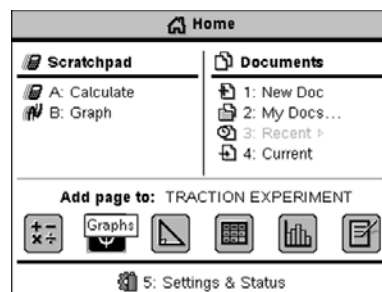 Home
Scratchpad
A: Calculate
B: Graph
Documents
1: New Doc
2: My Docs...
3: Recent ▹
4: Current
Add page to: TRACTION EXPERIMENT
Graphs
5: Settings & Status